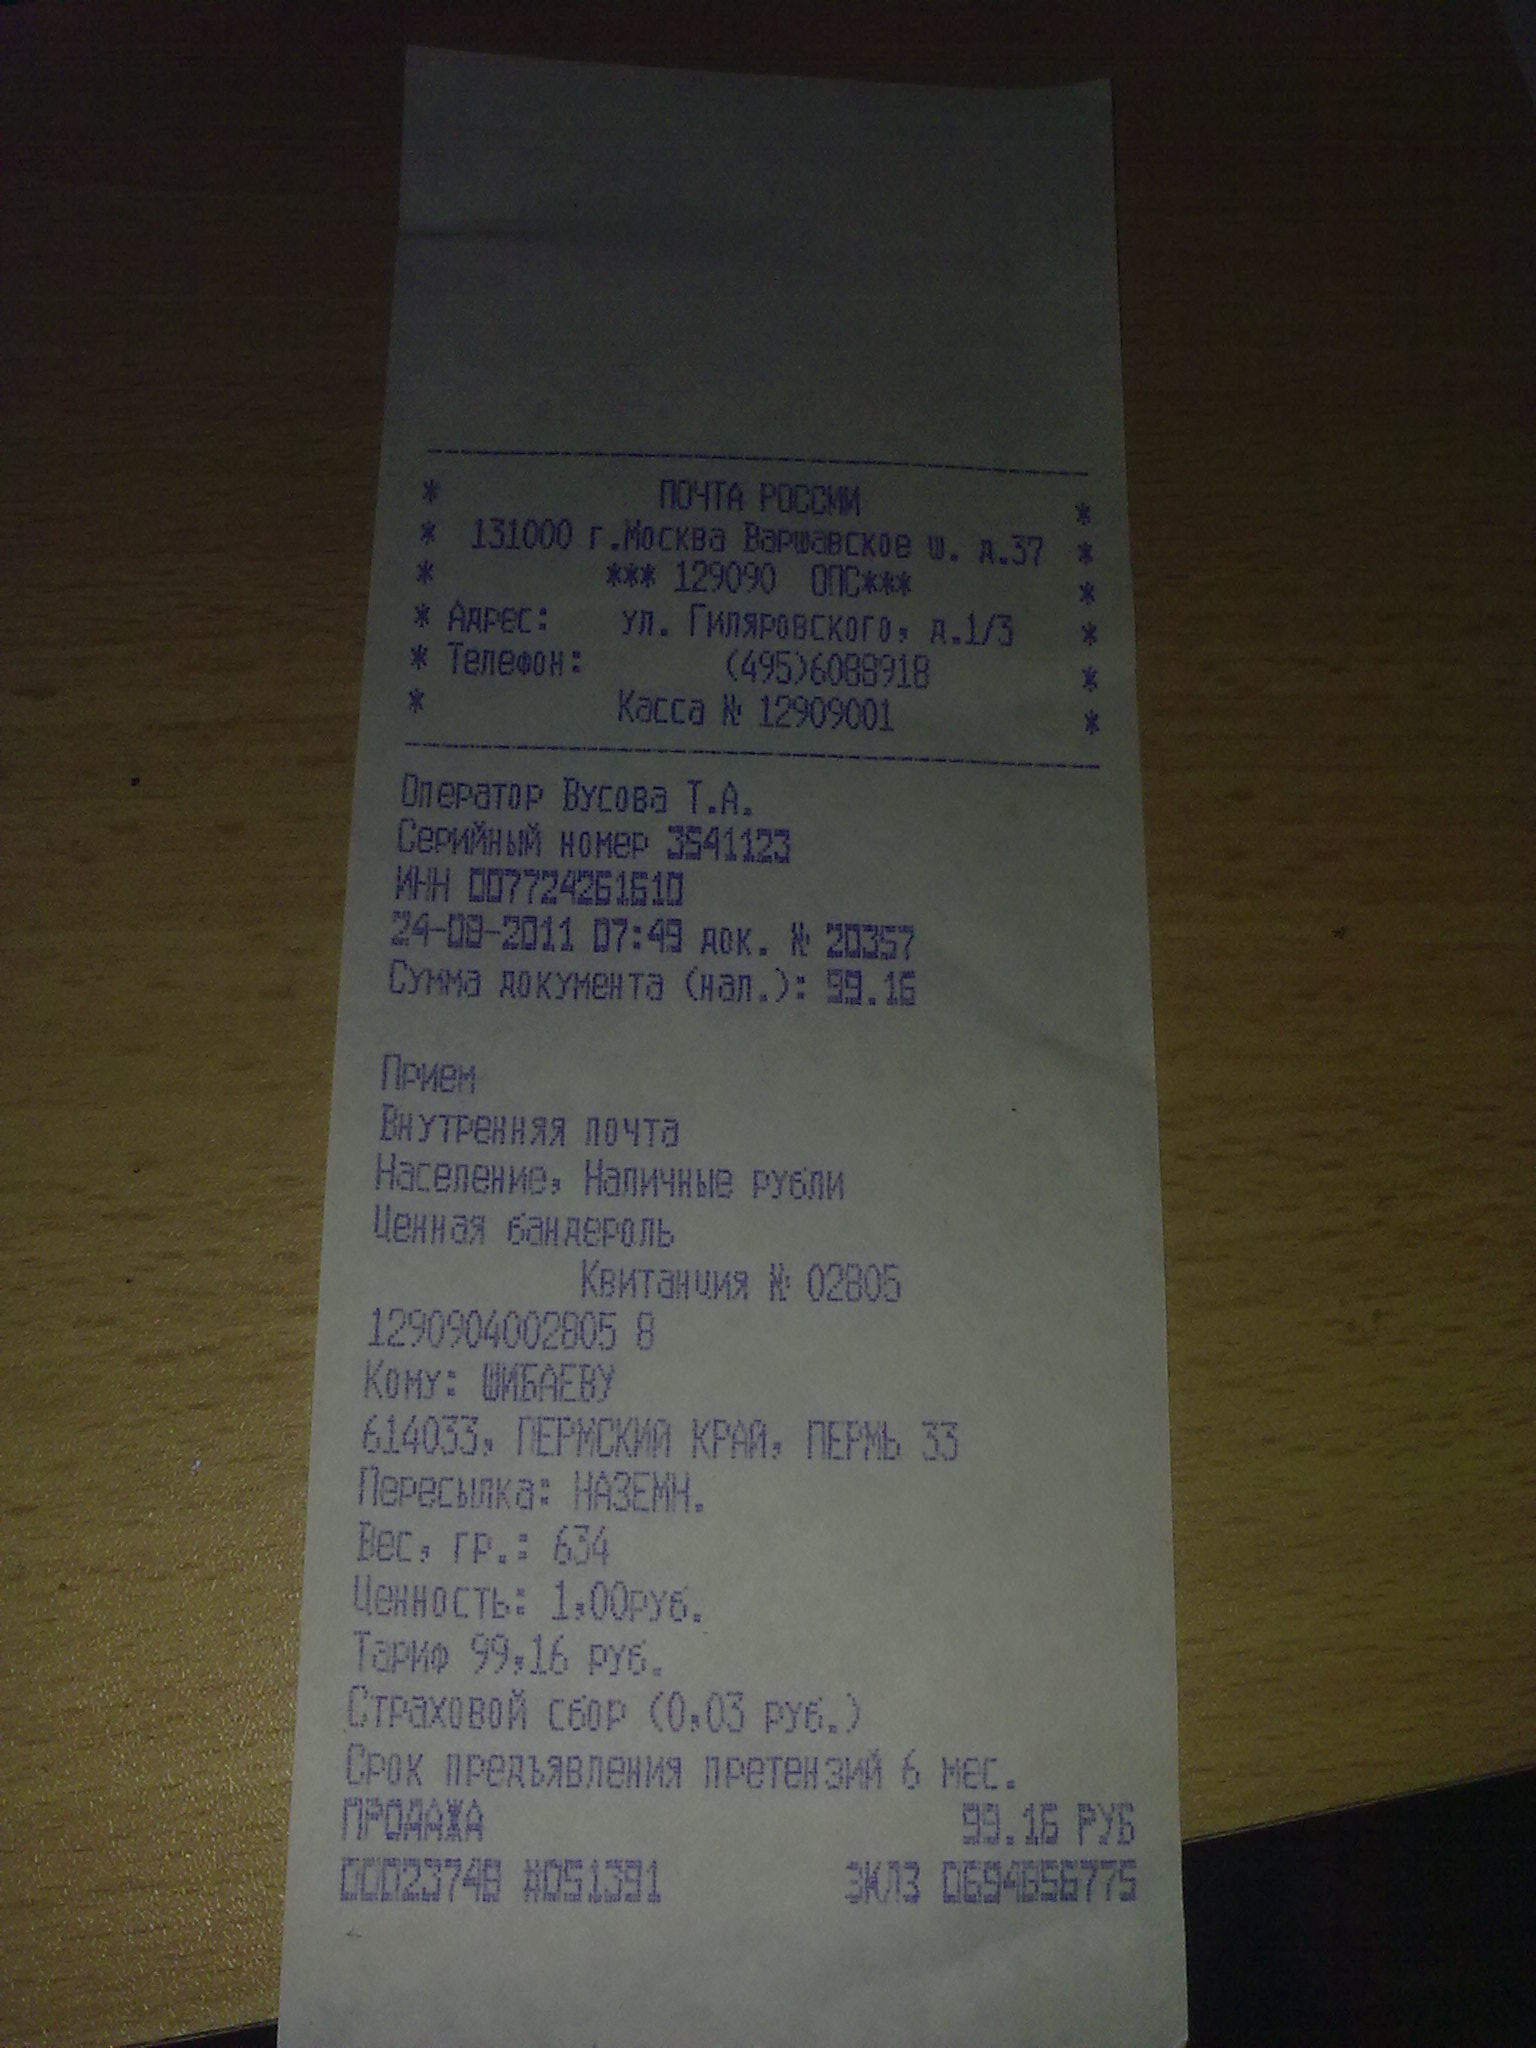 ПОЧТА РОССИИ
131000 г.Москва Варшавское ш. д.37
*** 129090 ОПС***
Адрес: ул. Гиляровского, д.1/3
Телефон: (495)6088918
Касса № 12909001
Оператор Вусова Т.А.
Серийный номер 3541123
ИНН 007724261610
24-08-2011 07:49 док. № 20357
Сумма документа (нал.): 99.16
Прием
Внутренняя почта
Население, Наличные рубли
Ценная бандероль
Квитанция № 02805
1290904002805 8
Кому: ШИБАЕВУ
614033, ПЕРМСКИЙ КРАЙ, ПЕРМЬ 33
Пересылка: НАЗЕМН.
Вес, гр.: 634
Ценность: 1,00руб.
Тариф 99,16 руб.
Страховой сбор (0,03 руб.)
Срок предъявления претензий 6 мес.
ПРОДАЖА 99.16 РУБ
00023748 #051391 ЭКЛЗ 0694856775